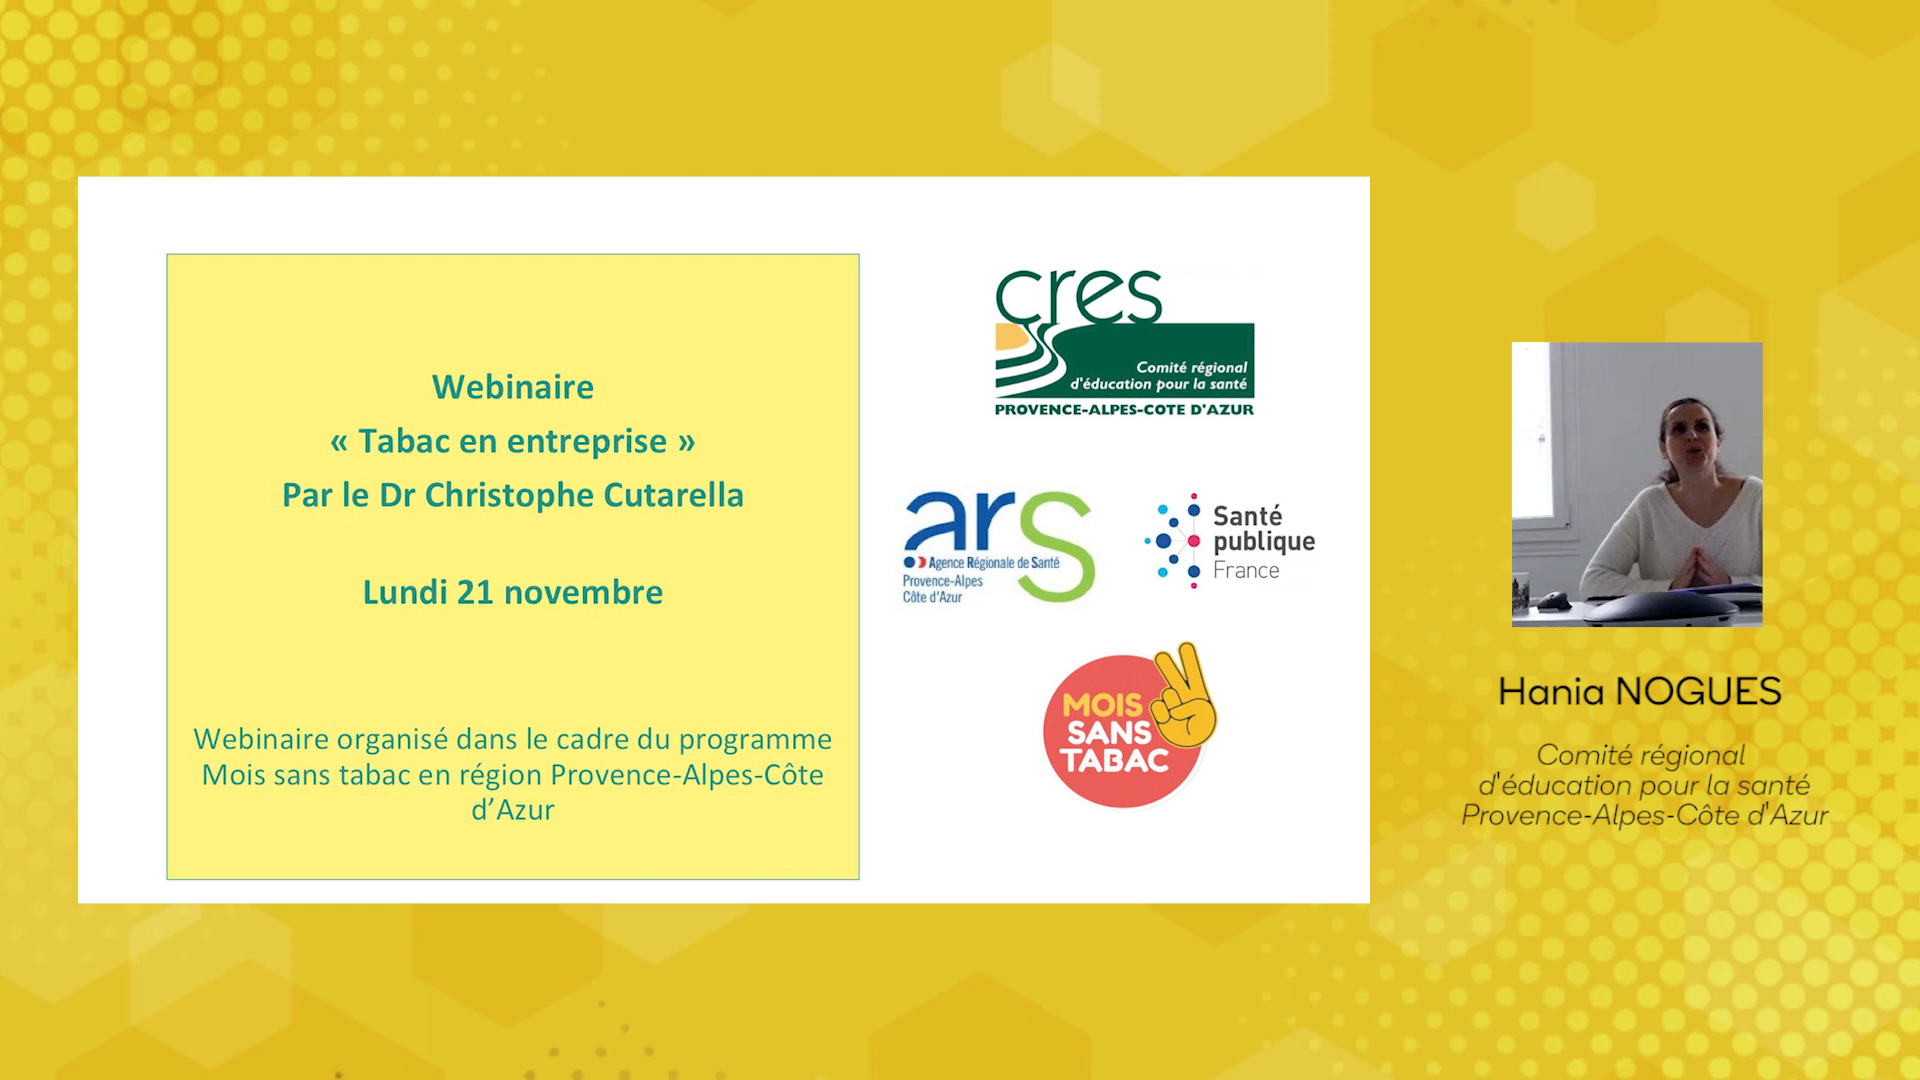 Webinaire
« Tabac en entreprise »
Par le Dr Christophe Cutarella
Lundi 21 novembre
Webinaire organisé dans le cadre du programme
Mois sans tabac en région Provence-Alpes-Côte
d’Azur
cres
Comité régional
d'éducation pour la santé
PROVENCE-ALPES-COTE D'AZUR
ars
Agence Régionale de Santé
Provence-Alpes
Côte d'Azur
Santé
publique
France
MOIS
SANS
TABAC
Hania NOGUES
Comité régional
d'éducation pour la santé
Provence-Alpes-Côte d'Azur